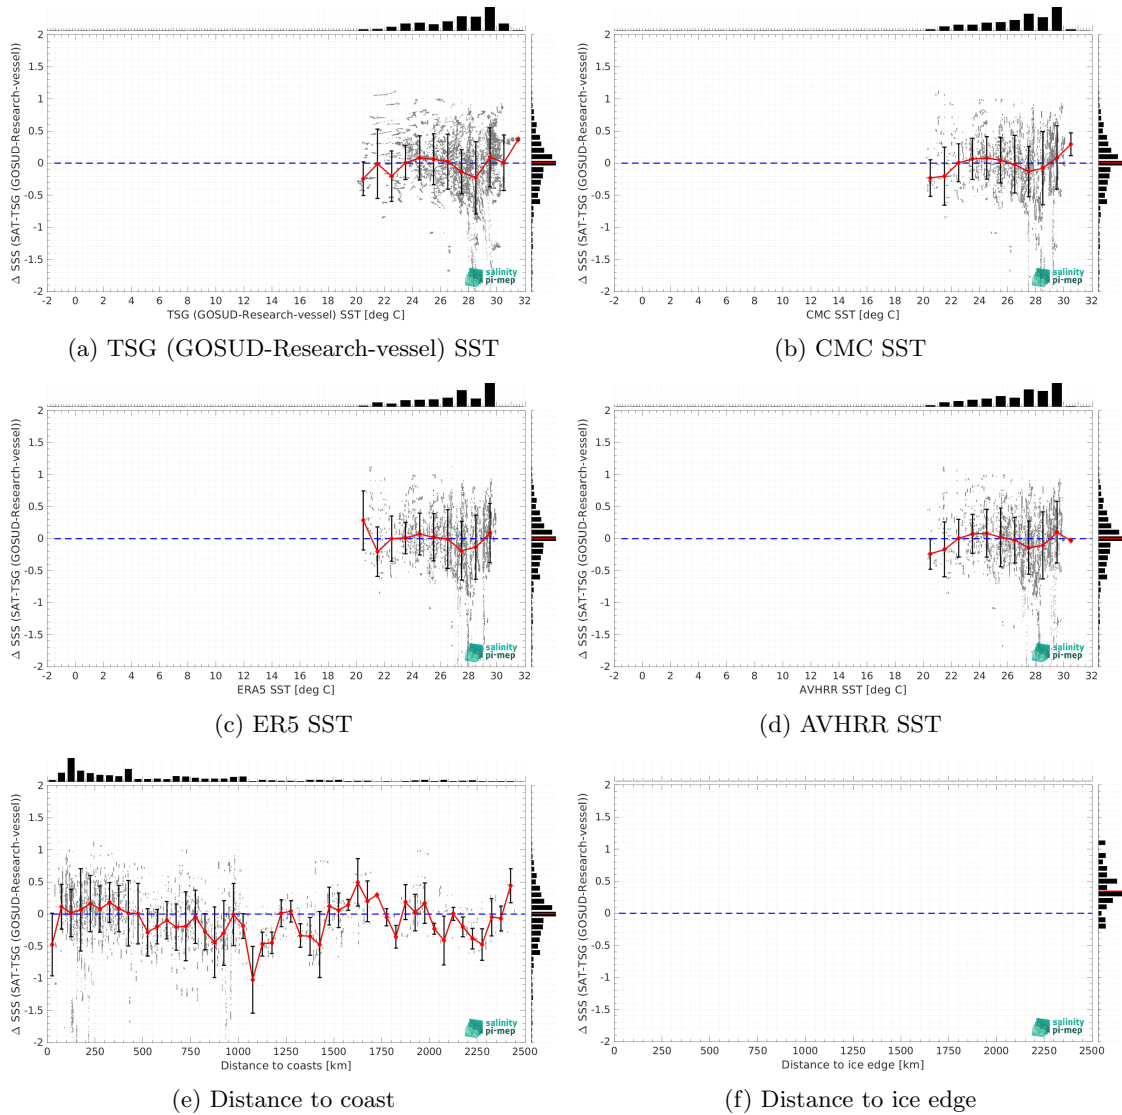 2
1.5
1
0.5
0
-0.5
-1
-1.5
-2
Δ SSS (SAT-TSG (GOSUD-Research-vessel))
salinity
pi-mep
-2 0 2 4 6 8 10 12 14 16 18 20 22 24 26 28 30 32
TSG (GOSUD-Research-vessel) SST [deg C]
(a) TSG (GOSUD-Research-vessel) SST
2
1.5
1
0.5
0
-0.5
-1
-1.5
-2
Δ SSS (SAT-TSG (GOSUD-Research-vessel))
salinity
pi-mep
-2 0 2 4 6 8 10 12 14 16 18 20 22 24 26 28 30 32
CMC SST [deg C]
(b) CMC SST
2
1.5
1
0.5
0
-0.5
-1
-1.5
-2
Δ SSS (SAT-TSG (GOSUD-Research-vessel))
salinity
pi-mep
-2 0 2 4 6 8 10 12 14 16 18 20 22 24 26 28 30 32
ERA5 SST [deg C]
(c) ER5 SST
2
1.5
1
0.5
0
-0.5
-1
-1.5
-2
Δ SSS (SAT-TSG (GOSUD-Research-vessel))
salinity
pi-mep
-2 0 2 4 6 8 10 12 14 16 18 20 22 24 26 28 30 32
AVHRR SST [deg C]
(d) AVHRR SST
2
1.5
1
0.5
0
-0.5
-1
-1.5
-2
Δ SSS (SAT-TSG (GOSUD-Research-vessel))
salinity
pi-mep
0 250 500 750 1000 1250 1500 1750 2000 2250 2500
Distance to coasts [km]
(e) Distance to coast
2
1.5
1
0.5
0
-0.5
-1
-1.5
-2
Δ SSS (SAT-TSG (GOSUD-Research-vessel))
salinity
pi-mep
0 250 500 750 1000 1250 1500 1750 2000 2250 2500
Distance to ice edge [km]
(f) Distance to ice edge